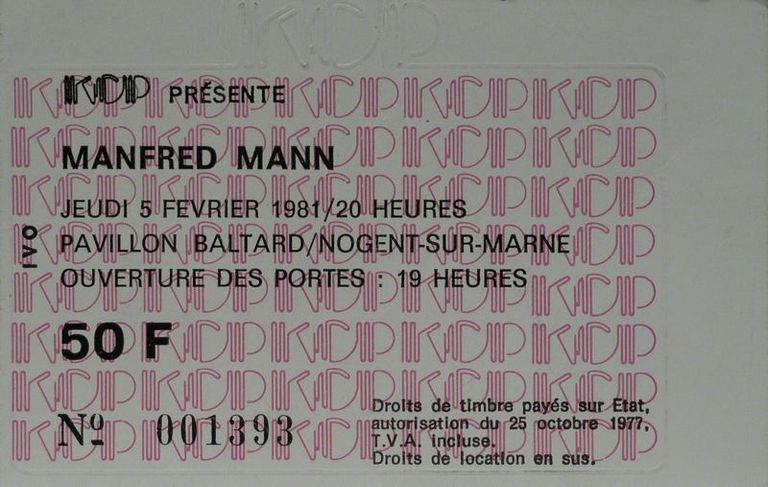 KCP
KCP PRÉSENTE
MANFRED MANN
JEUDI 5 FEVRIER 1981/20 HEURES
PAVILLON BALTARD/NOGENT-SUR-MARNE
OUVERTURE DES PORTES : 19 HEURES
IVO
50 F
Nº 001393
Droits de timbre payés sur Etat,
autorisation du 25 octobre 1977,
T.V.A. incluse.
Droits de location en sus.